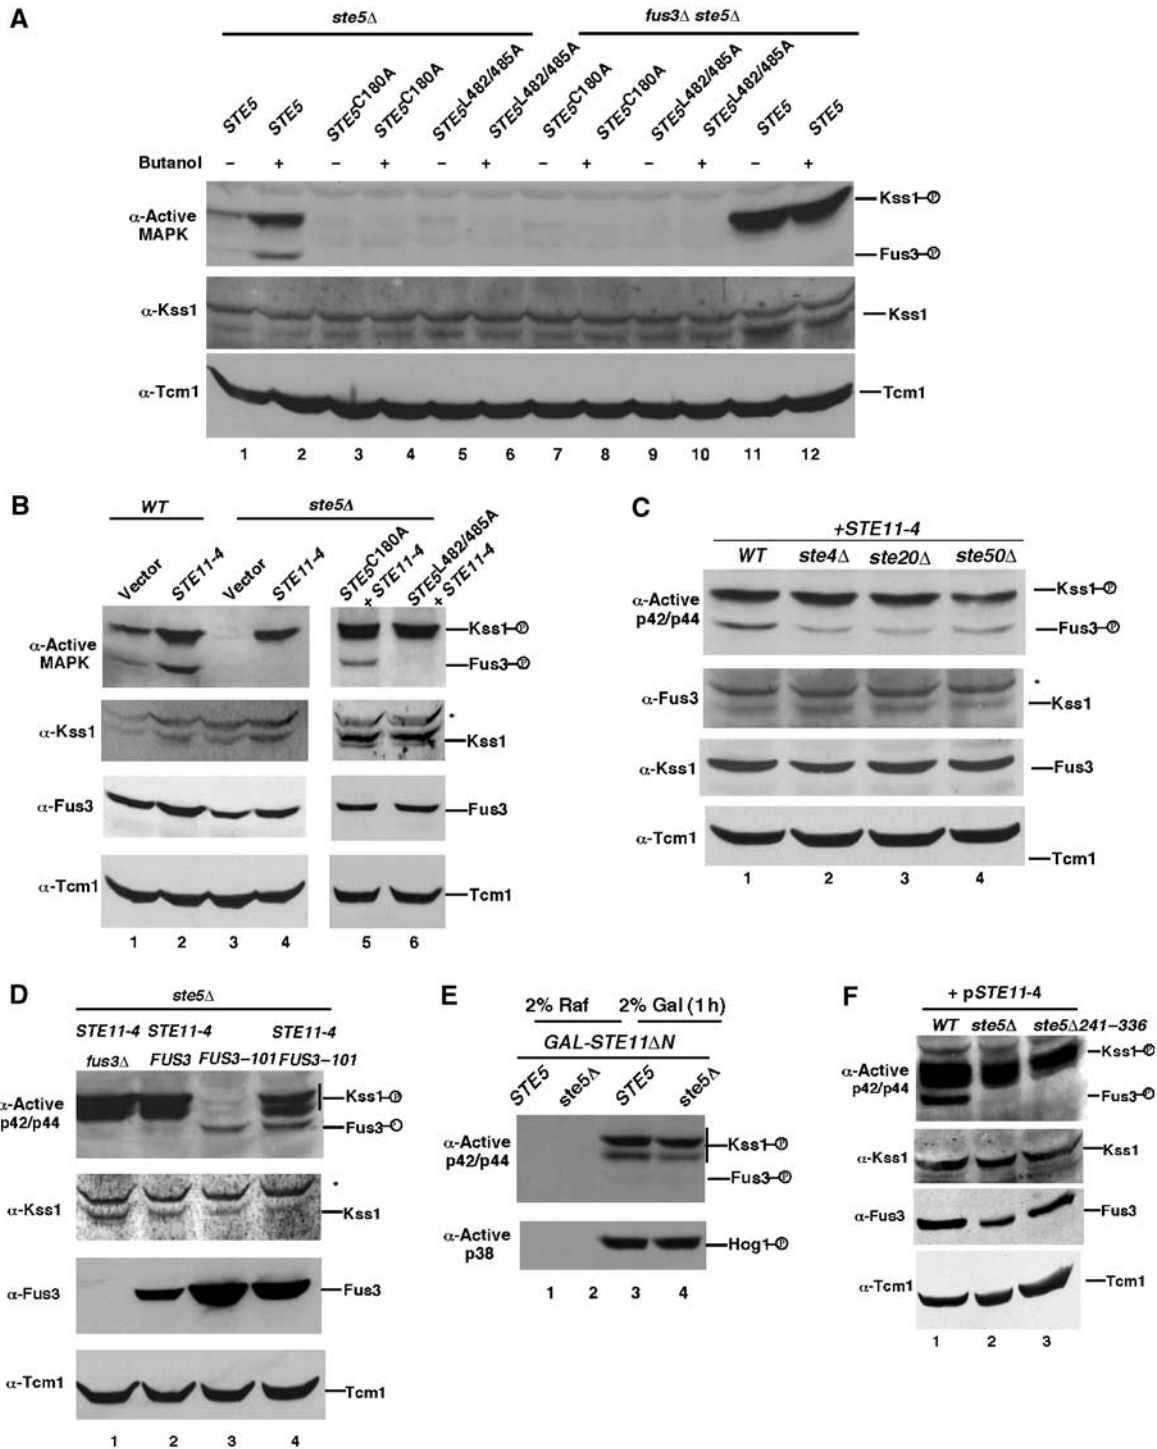 A
ste5Δ
fus3Δ ste5Δ
STE5
STE5
STE5C180A
STE5C180A
STE5L482/485A
STE5L482/485A
STE5C180A
STE5C180A
STE5L482/485A
STE5L482/485A
STE5
STE5
Butanol – + – + – + – + – + – +
α-Active
MAPK
Kss1-P
Fus3-P
α-Kss1
Kss1
α-Tcm1
Tcm1
1 2 3 4 5 6 7 8 9 10 11 12
B
WT
ste5Δ
Vector
STE11-4
Vector
STE11-4
STE5C180A
+ STE11-4
STE5L482/485A
+ STE11-4
α-Active
MAPK
Kss1-P
Fus3-P
α-Kss1
*
Kss1
α-Fus3
Fus3
α-Tcm1
Tcm1
1 2 3 4 5 6
C
+STE11-4
WT ste4Δ ste20Δ ste50Δ
α-Active
p42/p44
Kss1-P
Fus3-P
α-Fus3
*
Kss1
α-Kss1
Fus3
α-Tcm1
Tcm1
1 2 3 4
D
ste5Δ
STE11-4 STE11-4 STE11-4
fus3Δ FUS3 FUS3-101 FUS3-101
α-Active
p42/p44
Kss1-P
Fus3-
α-Kss1
*
Kss1
α-Fus3
Fus3
α-Tcm1
Tcm1
1 2 3 4
E
2% Raf 2% Gal (1 h)
GAL-STE11ΔN
STE5
ste5Δ
STE5
ste5Δ
α-Active
p42/p44
Kss1-P
Fus3-P
α-Active
p38
Hog1-P
1 2 3 4
F
+ pSTE11-4
WT ste5Δ ste5Δ241-336
α-Active
p42/p44
Kss1-P
Fus3-P
α-Kss1
Kss1
α-Fus3
Fus3
α-Tcm1
Tcm1
1 2 3